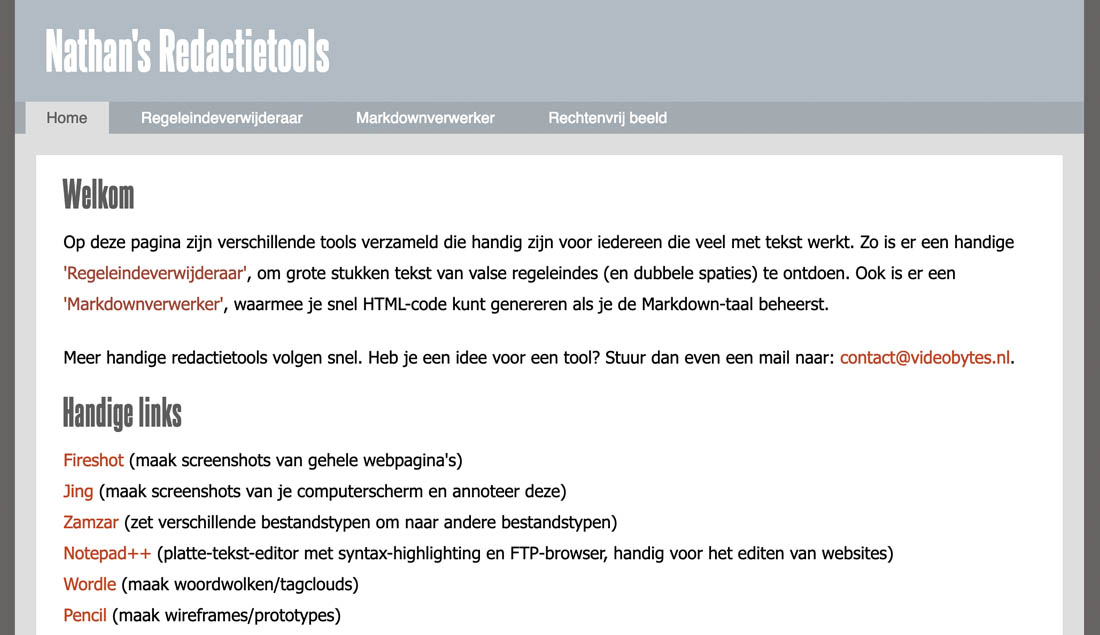 Nathan's Redactietools
Home Regeleindeverwijderaar Markdownverwerker Rechtenvrij beeld
Welkom
Op deze pagina zijn verschillende tools verzameld die handig zijn voor iedereen die veel met tekst werkt. Zo is er een handige
'Regeleindeverwijderaar', om grote stukken tekst van valse regeleindes (en dubbele spaties) te ontdoen. Ook is er een
'Markdownverwerker', waarmee je snel HTML-code kunt genereren als je de Markdown-taal beheerst.
Meer handige redactietools volgen snel. Heb je een idee voor een tool? Stuur dan even een mail naar: contact@videobytes.nl.
Handige links
Fireshot (maak screenshots van gehele webpagina's)
Jing (maak screenshots van je computerscherm en annoteer deze)
Zamzar (zet verschillende bestandstypen om naar andere bestandstypen)
Notepad++ (platte-tekst-editor met syntax-highlighting en FTP-browser, handig voor het editen van websites)
Wordle (maak woordwolken/tagclouds)
Pencil (maak wireframes/prototypes)